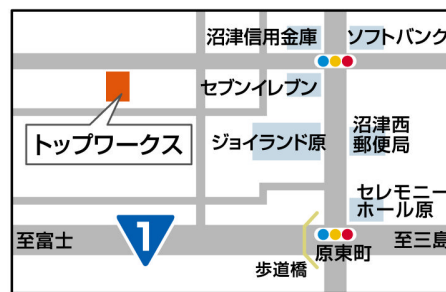 沼津信用金庫
ソフトバンク
セブンイレブン
トップワークス
ジョイランド原
沼津西
郵便局
セレモニー
ホール原
至富士
1
原東町
至三島
歩道橋